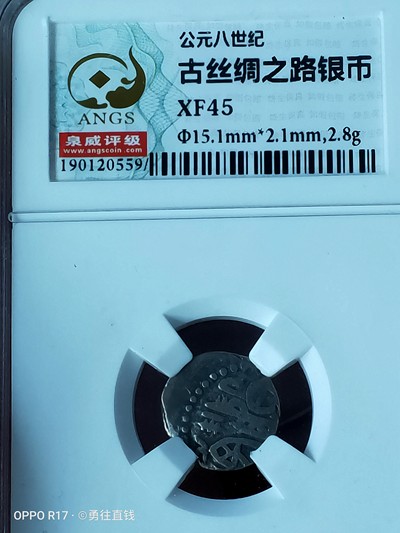 公元八世纪
古丝绸之路银币
ANGS
XF45
泉威评级
www.angscoin.com
Φ15.1mm*2.1mm,2.8g
190120559/
OPPO R17 · ©勇往直钱